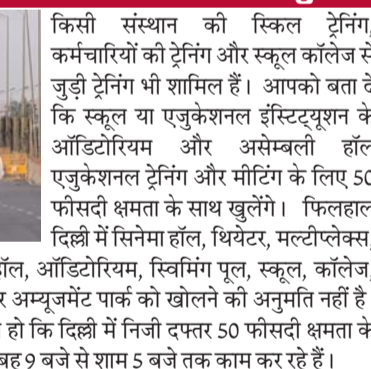 किसी संस्थान की स्किल ट्रेनिंग,
कर्मचारियों की ट्रेनिंग और स्कूल कॉलेज से
जुड़ी ट्रेनिंग भी शामिल हैं। आपको बता दें
कि स्कूल या एजुकेशनल इंस्टिट्यूशन के
ऑडिटोरियम और असेम्बली हॉल
एजुकेशनल ट्रेनिंग और मीटिंग के लिए 50
फीसदी क्षमता के साथ खुलेंगे। फिलहाल
दिल्ली में सिनेमा हॉल, थियेटर, मल्टीप्लेक्स,
हॉल, ऑडिटोरियम, स्विमिंग पूल, स्कूल, कॉलेज,
अम्यूजमेंट पार्क को खोलने की अनुमति नहीं है
हो कि दिल्ली में निजी दफ्तर 50 फीसदी क्षमता के
9 बजे से शाम 5 बजे तक काम कर रहे हैं।